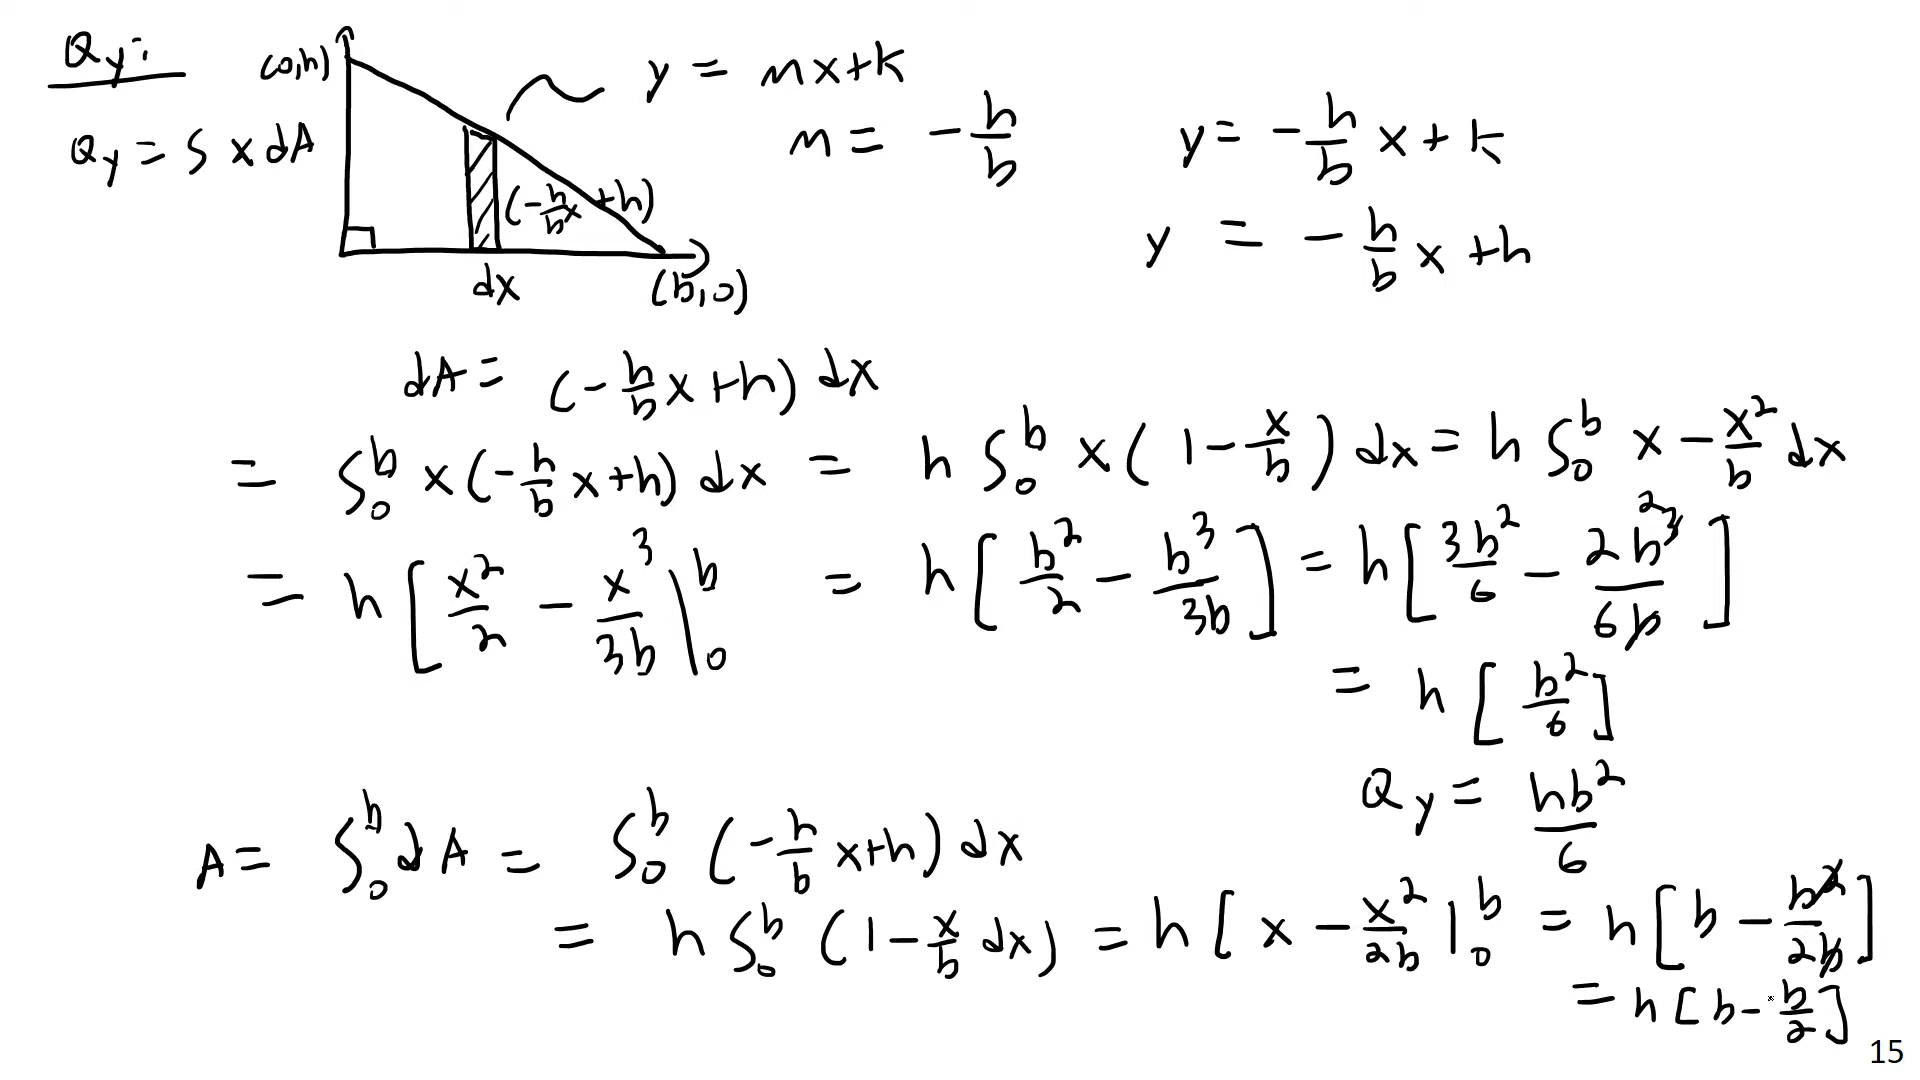 Qy:
(0,h)
y = mx+k
m = -h/b
y = -h/b x + k
Qy = ∫ x dA
(-h/b x +h)
y = -h/b x +h
dx
(b,0)
dA = (-h/b x +h) dx
= ∫₀ᵇ x(-h/b x +h) dx = h ∫₀ᵇ x(1 - x/b) dx = h ∫₀ᵇ x - x²/b dx
= h[x²/2 - x³/3b |₀ᵇ = h[b²/2 - b³/3b] = h[3b²/6 - 2b³²/6b]
= h[b²/6]
Qy = hb²/6
A = ∫₀ᵇ dA = ∫₀ᵇ (-h/b x+h) dx
= h ∫₀ᵇ (1 - x/b dx) = h[x - x²/2b |₀ᵇ = h[b - b²/2b]
= h[b - b/2]
15